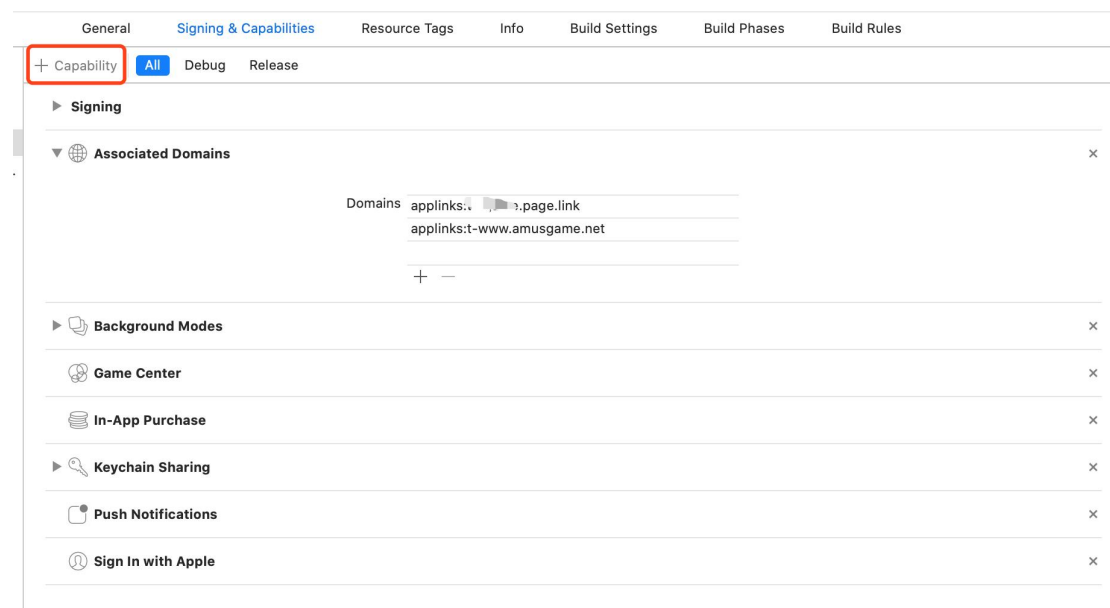 General Signing & Capabilities Resource Tags Info Build Settings Build Phases Build Rules
+ Capability All Debug Release
Signing
Associated Domains
Domains applinks: .page.link
applinks:t-www.amusgame.net
Background Modes
Game Center
In-App Purchase
Keychain Sharing
Push Notifications
Sign In with Apple